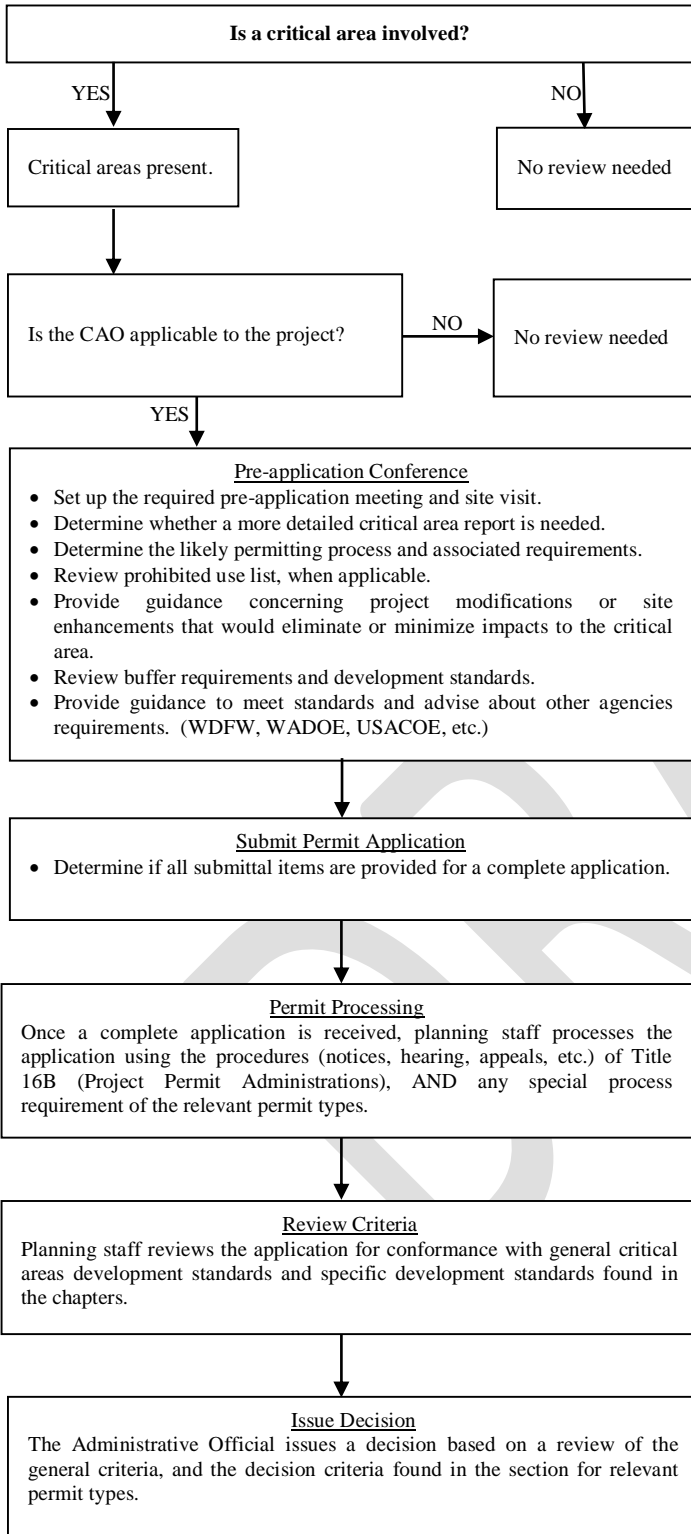 Is a critical area involved?
YES
NO
Critical areas present.
No review needed
Is the CAO applicable to the project?
NO
No review needed
YES
Pre-application Conference
• Set up the required pre-application meeting and site visit.
• Determine whether a more detailed critical area report is needed.
• Determine the likely permitting process and associated requirements.
• Review prohibited use list, when applicable.
• Provide guidance concerning project modifications or site
enhancements that would eliminate or minimize impacts to the critical
area.
• Review buffer requirements and development standards.
• Provide guidance to meet standards and advise about other agencies
requirements. (WDFW, WADOE, USACOE, etc.)
Submit Permit Application
• Determine if all submittal items are provided for a complete application.
Permit Processing
Once a complete application is received, planning staff processes the
application using the procedures (notices, hearing, appeals, etc.) of Title
16B (Project Permit Administrations), AND any special process
requirement of the relevant permit types.
Review Criteria
Planning staff reviews the application for conformance with general critical
areas development standards and specific development standards found in
the chapters.
Issue Decision
The Administrative Official issues a decision based on a review of the
general criteria, and the decision criteria found in the section for relevant
permit types.